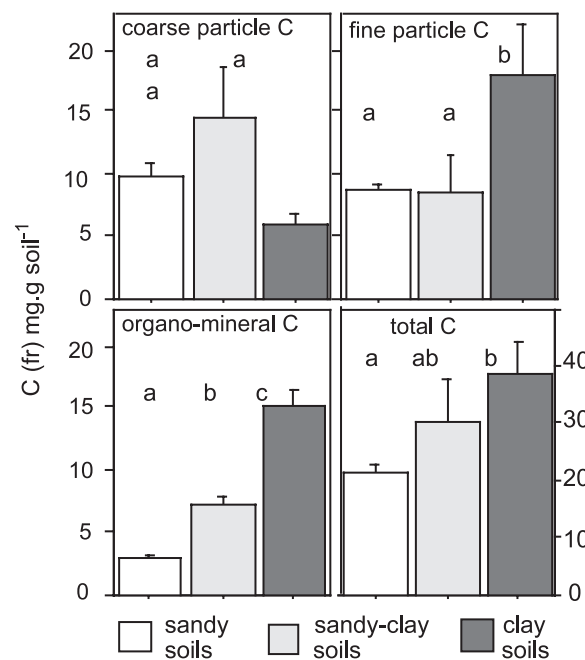 coarse particle C
fine particle C
20
15
10
5
0
a
a
a
a
a
b
C (fr) mg.g soil-1
organo-mineral C
total C
20
15
10
5
0
a
b
c
a
ab
b
40
30
20
10
0
sandy
soils
sandy-clay
soils
clay
soils